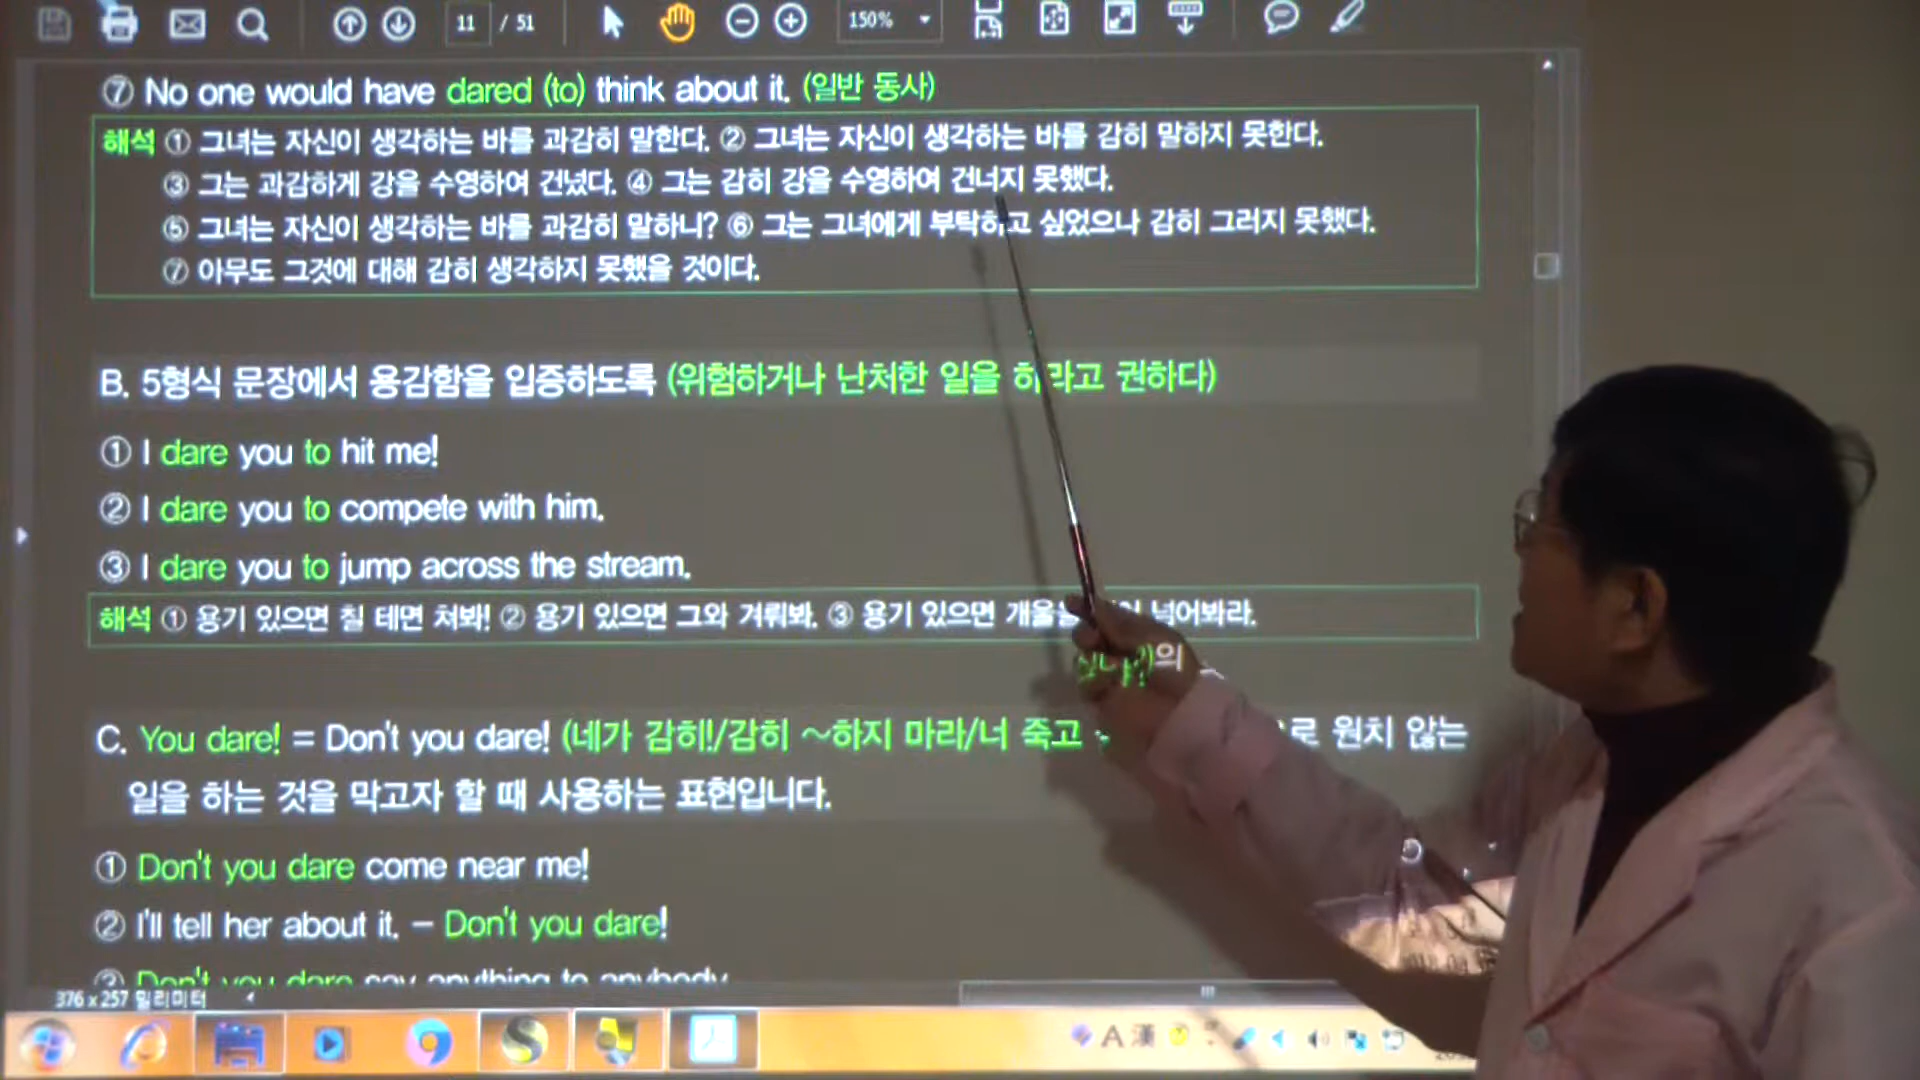 11 / 51 150%
⑦ No one would have dared (to) think about it. (일반 동사)
해석 ① 그녀는 자신이 생각하는 바를 과감히 말한다. ② 그녀는 자신이 생각하는 바를 감히 말하지 못한다.
③ 그는 과감하게 강을 수영하여 건넜다. ④ 그는 감히 강을 수영하여 건너지 못했다.
⑤ 그녀는 자신이 생각하는 바를 과감히 말하니? ⑥ 그는 그녀에게 부탁하고 싶었으나 감히 그러지 못했다.
⑦ 아무도 그것에 대해 감히 생각하지 못했을 것이다.
B. 5형식 문장에서 용감함을 입증하도록 (위험하거나 난처한 일을 하라고 권하다)
① I dare you to hit me!
② I dare you to compete with him.
③ I dare you to jump across the stream.
해석 ① 용기 있으면 칠 테면 쳐봐! ② 용기 있으면 그와 겨뤄봐. ③ 용기 있으면 개울을 넘어봐라.
C. You dare! = Don't you dare! (네가 감히!/감히 ~하지 마라/너 죽고 의 로 원치 않는
일을 하는 것을 막고자 할 때 사용하는 표현입니다.
① Don't you dare come near me!
② I'll tell her about it. – Don't you dare!
③ Don't you dare say anything to anybody
376 x 257 밀리미터
A 漢